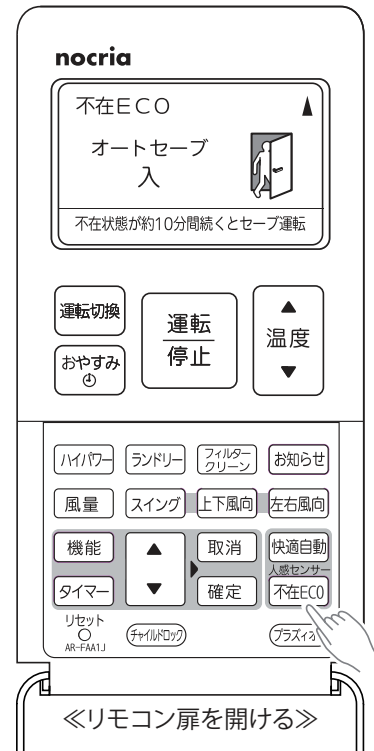 nocria
不在ECO
オートセーブ
入
不在状態が約10分間続くとセーブ運転
運転切換
おやすみ
運転
停止
温度
ハイパワー
ランドリー
フィルター
クリーン
お知らせ
風量
スイング
上下風向
左右風向
機能
取消
快適自動
人感センサー
タイマー
確定
不在ECO
リセット
AR-FAA1J
チャイルドロック
≪リモコン扉を開ける≫